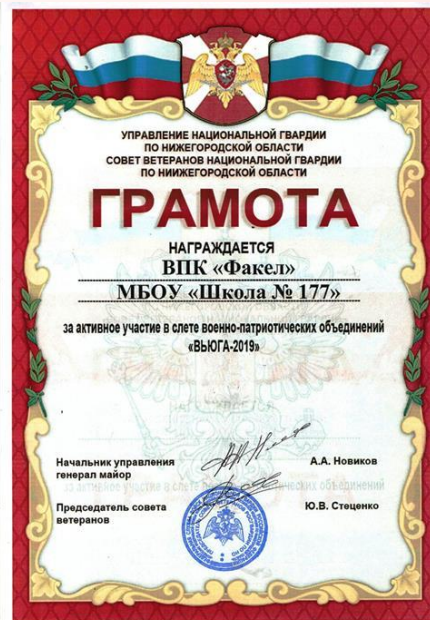 УПРАВЛЕНИЕ НАЦИОНАЛЬНОЙ ГВАРДИИ
ПО НИЖЕГОРОДСКОЙ ОБЛАСТИ
СОВЕТ ВЕТЕРАНОВ НАЦИОНАЛЬНОЙ ГВАРДИИ
ПО НИИЖЕГОРОДСКОЙ ОБЛАСТИ
ГРАМОТА
НАГРАЖДАЕТСЯ
ВПК «Факел»
МБОУ «Школа № 177»
за активное участие в слете военно-патриотических объединений
«ВЬЮГА-2019»
Начальник управления
генерал майор
А.А. Новиков
Председатель совета
ветеранов
Ю.В. Стеценко